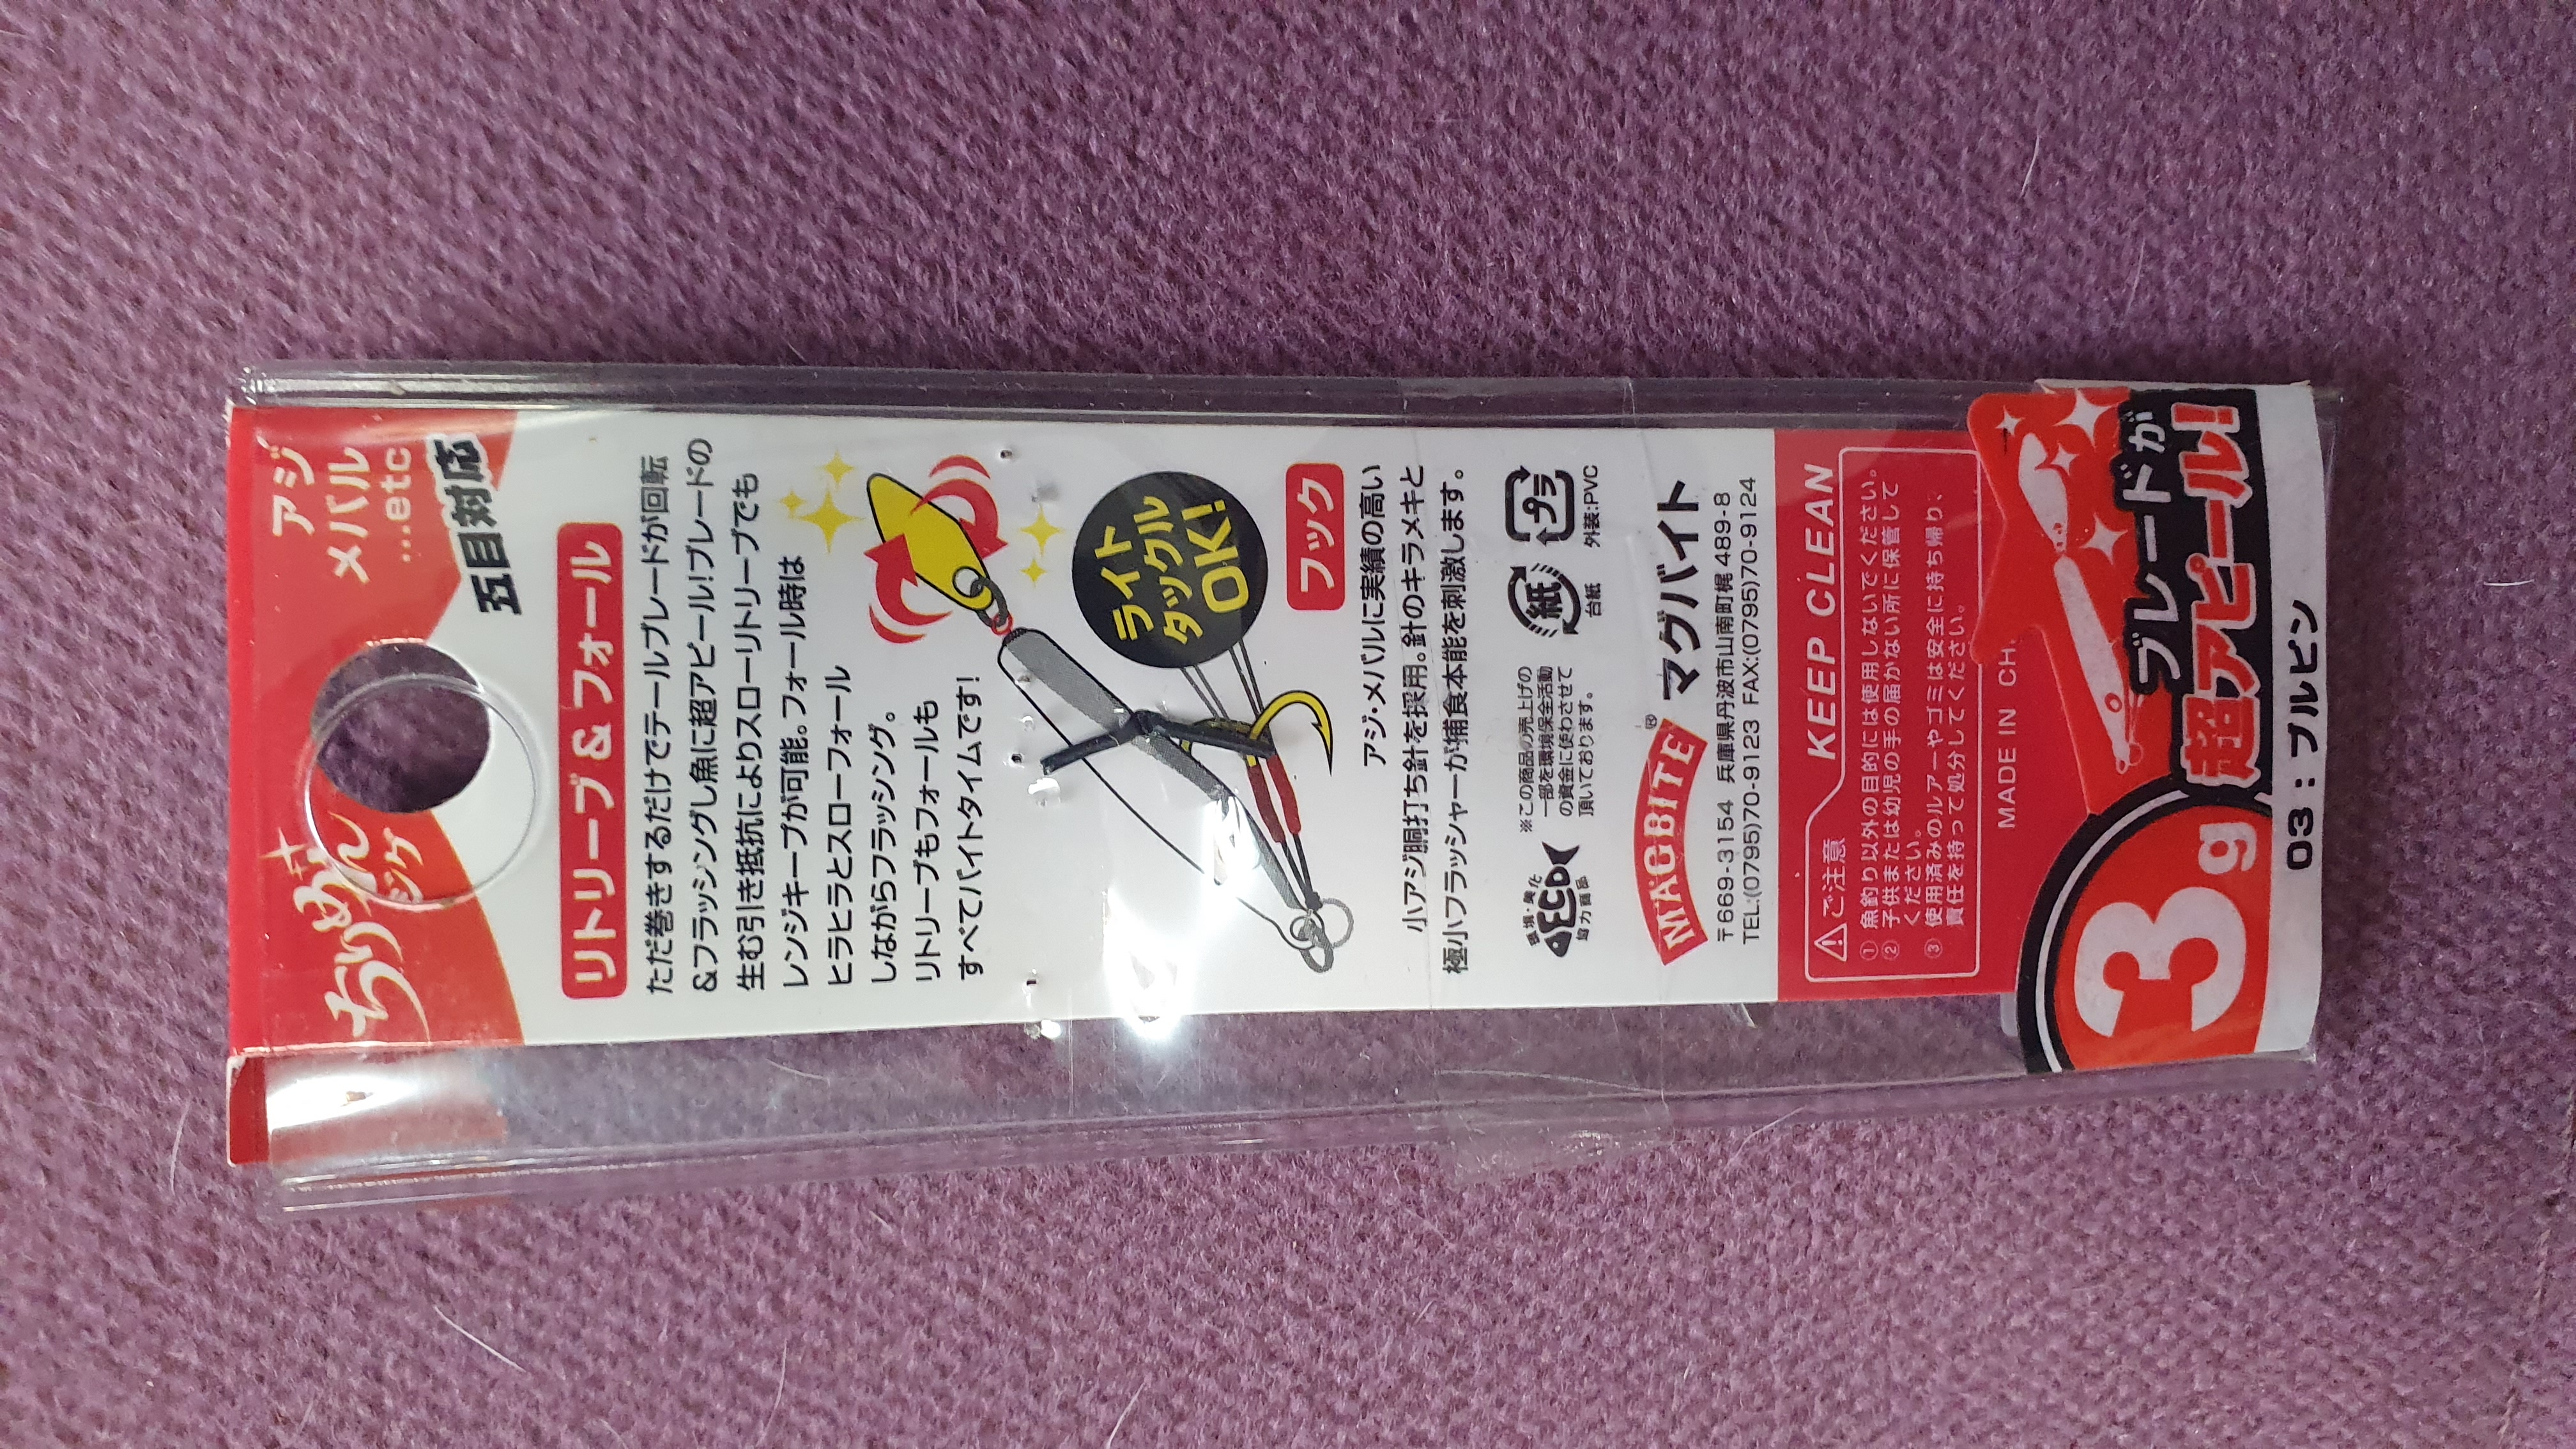 アジ
メバル
...etc
五目対応
ちりめん
ジグ
リトリーブ&フォール
ただ巻きするだけでテールブレードが回転
&フラッシングし魚に超アピール!ブレードの
生む引き抵抗によりスローリトリーブでも
レンジキープが可能。フォール時は
ヒラヒラとスローフォール
しながらフラッシング。
リトリーブもフォールも
すべてバイトタイムです!
ライト
タックル
OK!
フック
アジ・メバルに実績の高い
小アジ胴打ち針を採用。針のキラメキと
極小フラッシャーが捕食本能を刺激します。
環境・美化
ECO
協力商品
※この商品の売上げの
一部を環境保全活動
の資金に使わさせて
頂いております。
紙
台紙
プラ
外装:PVC
MAGBITE® マグバイト
〒669-3154 兵庫県丹波市山南町梶489-8
TEL:(0795)70-9123 FAX:(0795)70-9124
ご注意 KEEP CLEAN
① 魚釣り以外の目的には使用しないでください。
② 子供または幼児の手の届かない所に保管して
ください。
③ 使用済みのルアーやゴミは安全に持ち帰り、
責任を持って処分してください。
MADE IN CH
3g
ブレードが
超アピール!
03:ブルピン